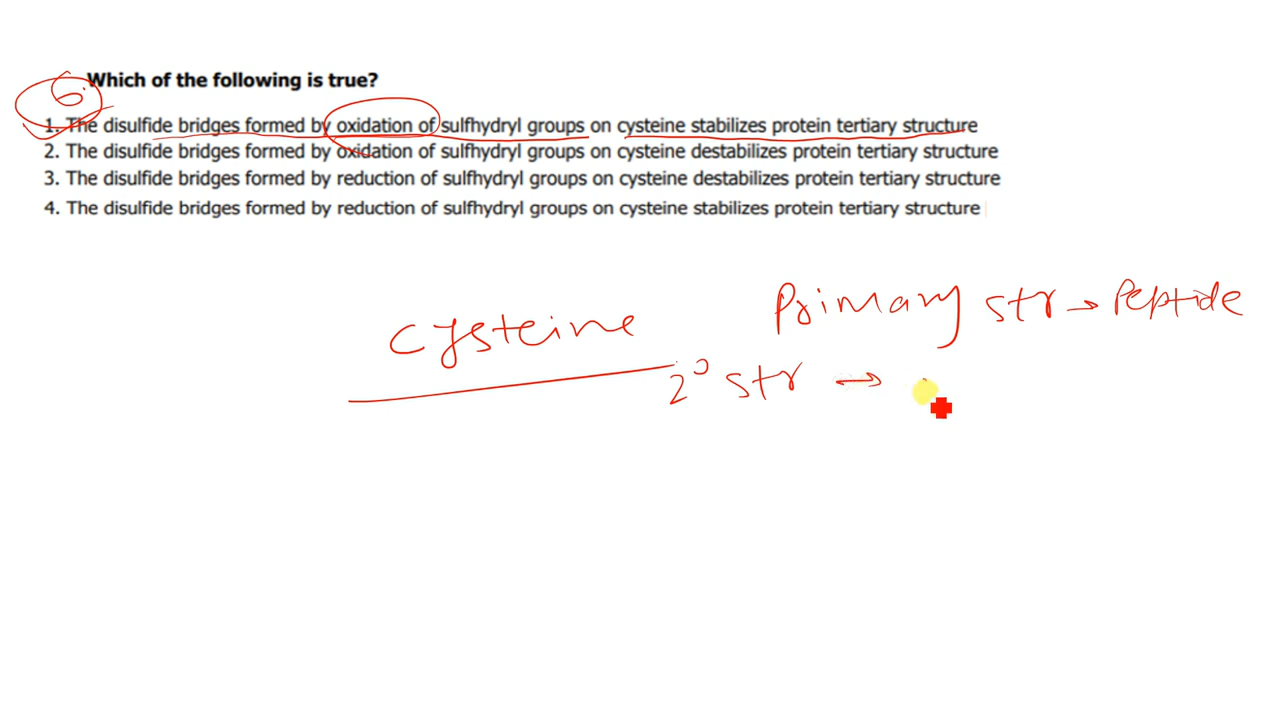 6. Which of the following is true?
1. The disulfide bridges formed by oxidation of sulfhydryl groups on cysteine stabilizes protein tertiary structure
2. The disulfide bridges formed by oxidation of sulfhydryl groups on cysteine destabilizes protein tertiary structure
3. The disulfide bridges formed by reduction of sulfhydryl groups on cysteine destabilizes protein tertiary structure
4. The disulfide bridges formed by reduction of sulfhydryl groups on cysteine stabilizes protein tertiary structure
Primary str → Peptide
cysteine
2° str →